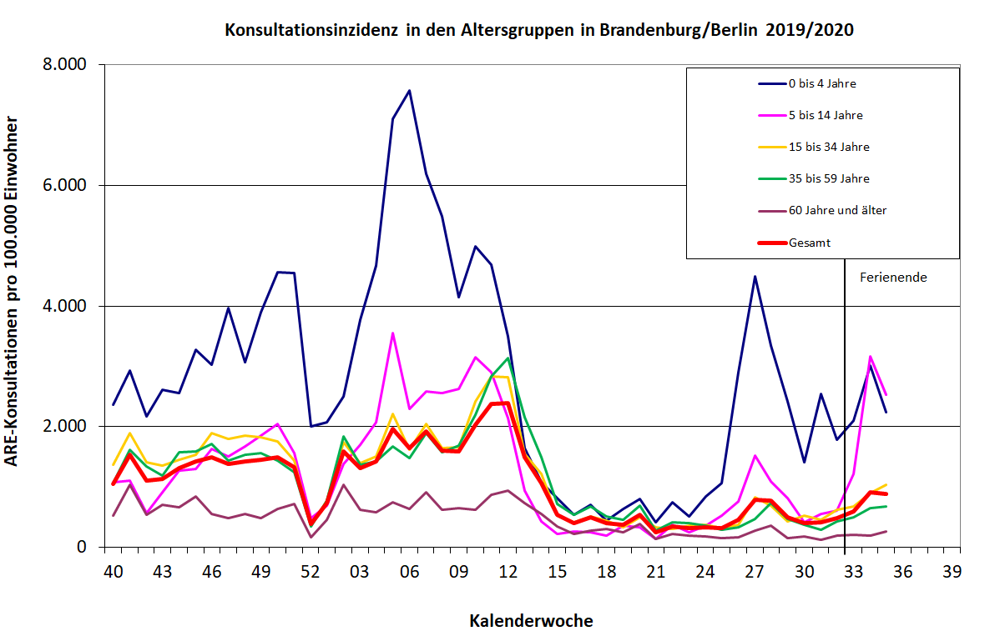 Konsultationsinzidenz in den Altersgruppen in Brandenburg/Berlin 2019/2020
ARE-Konsultationen pro 100.000 Einwohner
8.000
6.000
4.000
2.000
0
0 bis 4 Jahre
5 bis 14 Jahre
15 bis 34 Jahre
35 bis 59 Jahre
60 Jahre und älter
Gesamt
Ferienende
40 43 46 49 52 03 06 09 12 15 18 21 24 27 30 33 36 39
Kalenderwoche